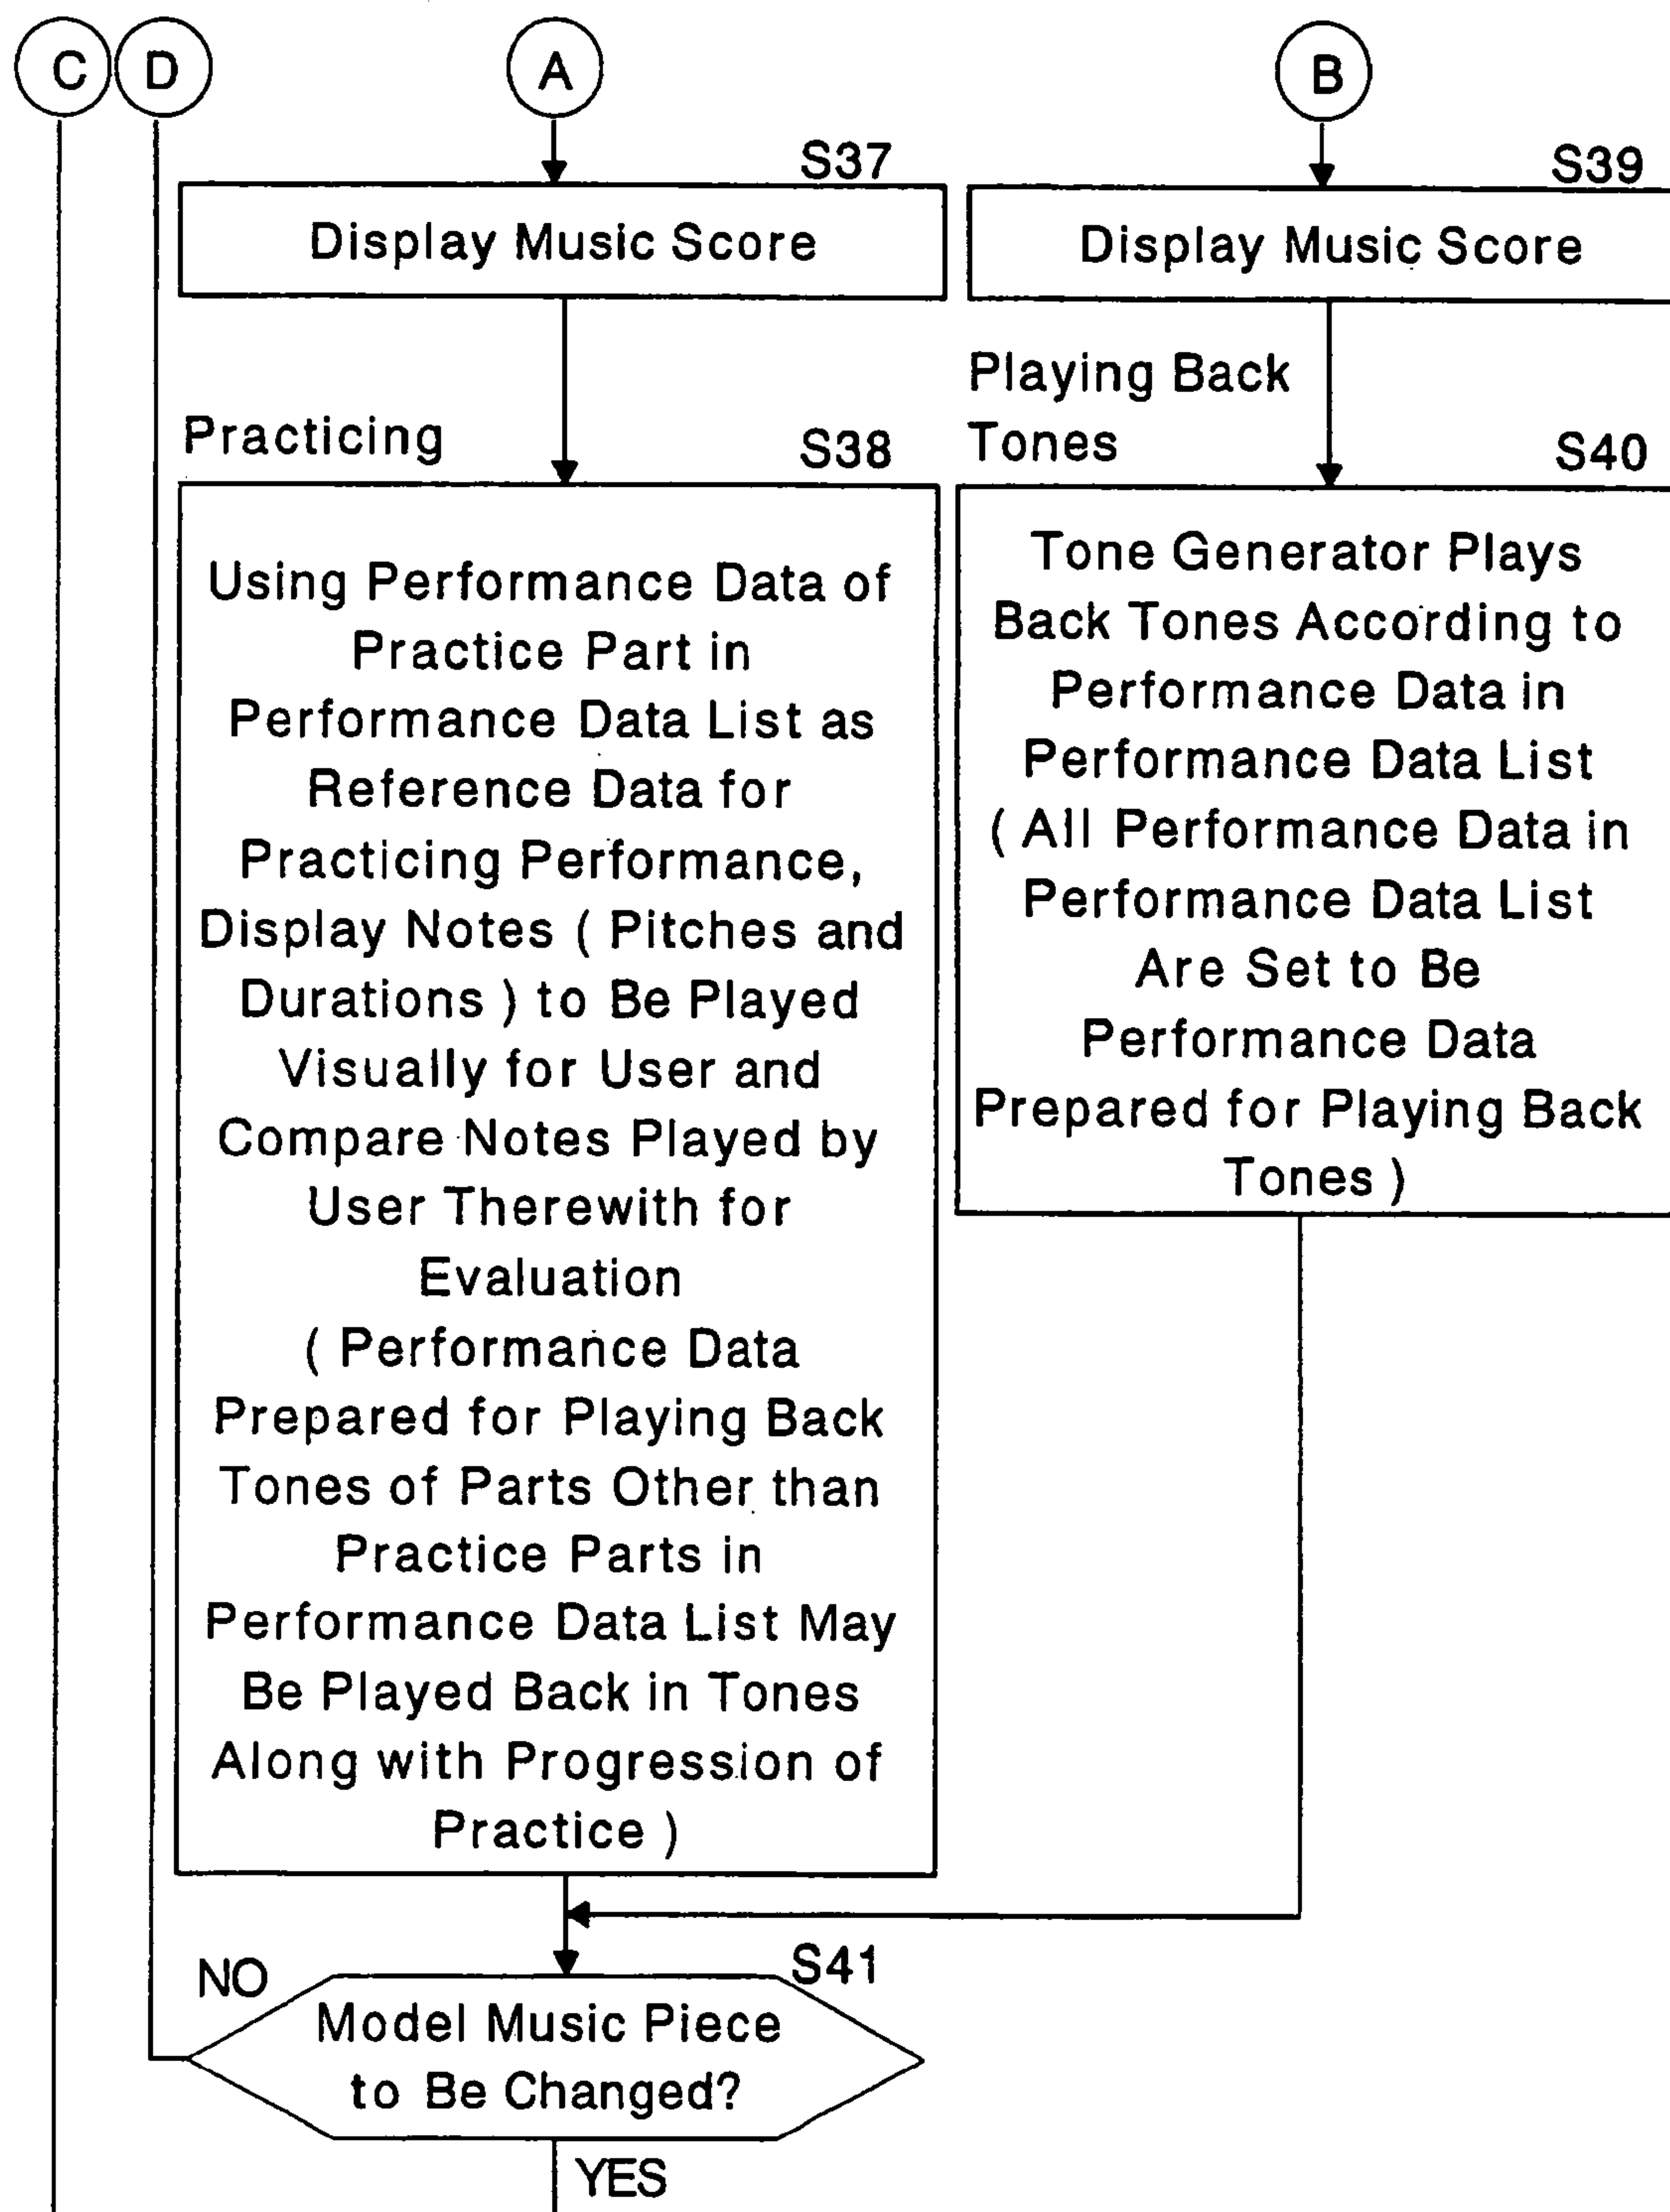 C D A B
S37
Display Music Score
S39
Display Music Score
Practicing
S38
Using Performance Data of
Practice Part in
Performance Data List as
Reference Data for
Practicing Performance,
Display Notes ( Pitches and
Durations ) to Be Played
Visually for User and
Compare Notes Played by
User Therewith for
Evaluation
( Performance Data
Prepared for Playing Back
Tones of Parts Other than
Practice Parts in
Performance Data List May
Be Played Back in Tones
Along with Progression of
Practice )
Playing Back
Tones
S40
Tone Generator Plays
Back Tones According to
Performance Data in
Performance Data List
( All Performance Data in
Performance Data List
Are Set to Be
Performance Data
Prepared for Playing Back
Tones )
S41
NO
Model Music Piece
to Be Changed?
YES